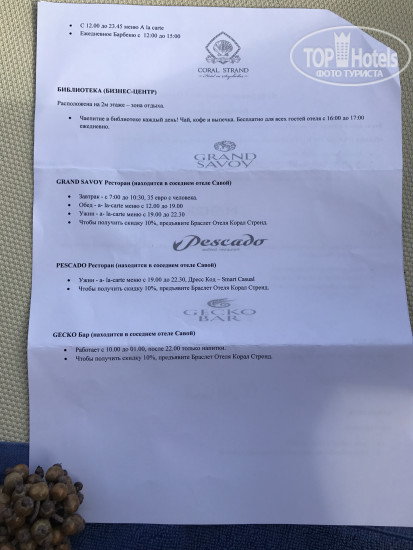 С 12.00 до 23.45 меню A la carte
Ежедневное Барбекю с 12:00 до 15:00
CORAL STRAND
TOP Hotels
ФОТО ТУРИСТА
БИБЛИОТЕКА (БИЗНЕС-ЦЕНТР)
Расположена на 2м этаже – зона отдыха.
Чаепитие в библиотеке каждый день! Чай, кофе и выпечка. Бесплатно для всех гостей отеля с 16:00 до 17:00
ежедневно.
GRAND
SAVOY
GRAND SAVOY Ресторан (находится в соседнем отеле Савой)
Завтрак - с 7:00 до 10:30, 35 евро с человека
Обед - a- la-carte меню с 12.00 до 19.00
Ужин - a- la-carte меню с 19.00 до 22.30
Чтобы получить скидку 10%, предъявите Браслет Отеля Корал Стренд.
Pescado
PESCADO Ресторан (находится в соседнем отеле Савой)
Ужин - a- la-carte меню с 19.00 до 22.30, Дресс Код – Smart Casual
Чтобы получить скидку 10%, предъявите Браслет Отеля Корал Стренд.
GECKO
BAR
GECKO Бар (находится в соседнем отеле Савой)
Работает с 10.00 до 01.00, после 22.00 только напитки.
Чтобы получить скидку 10%, предъявите Браслет Отеля Корал Стренд.